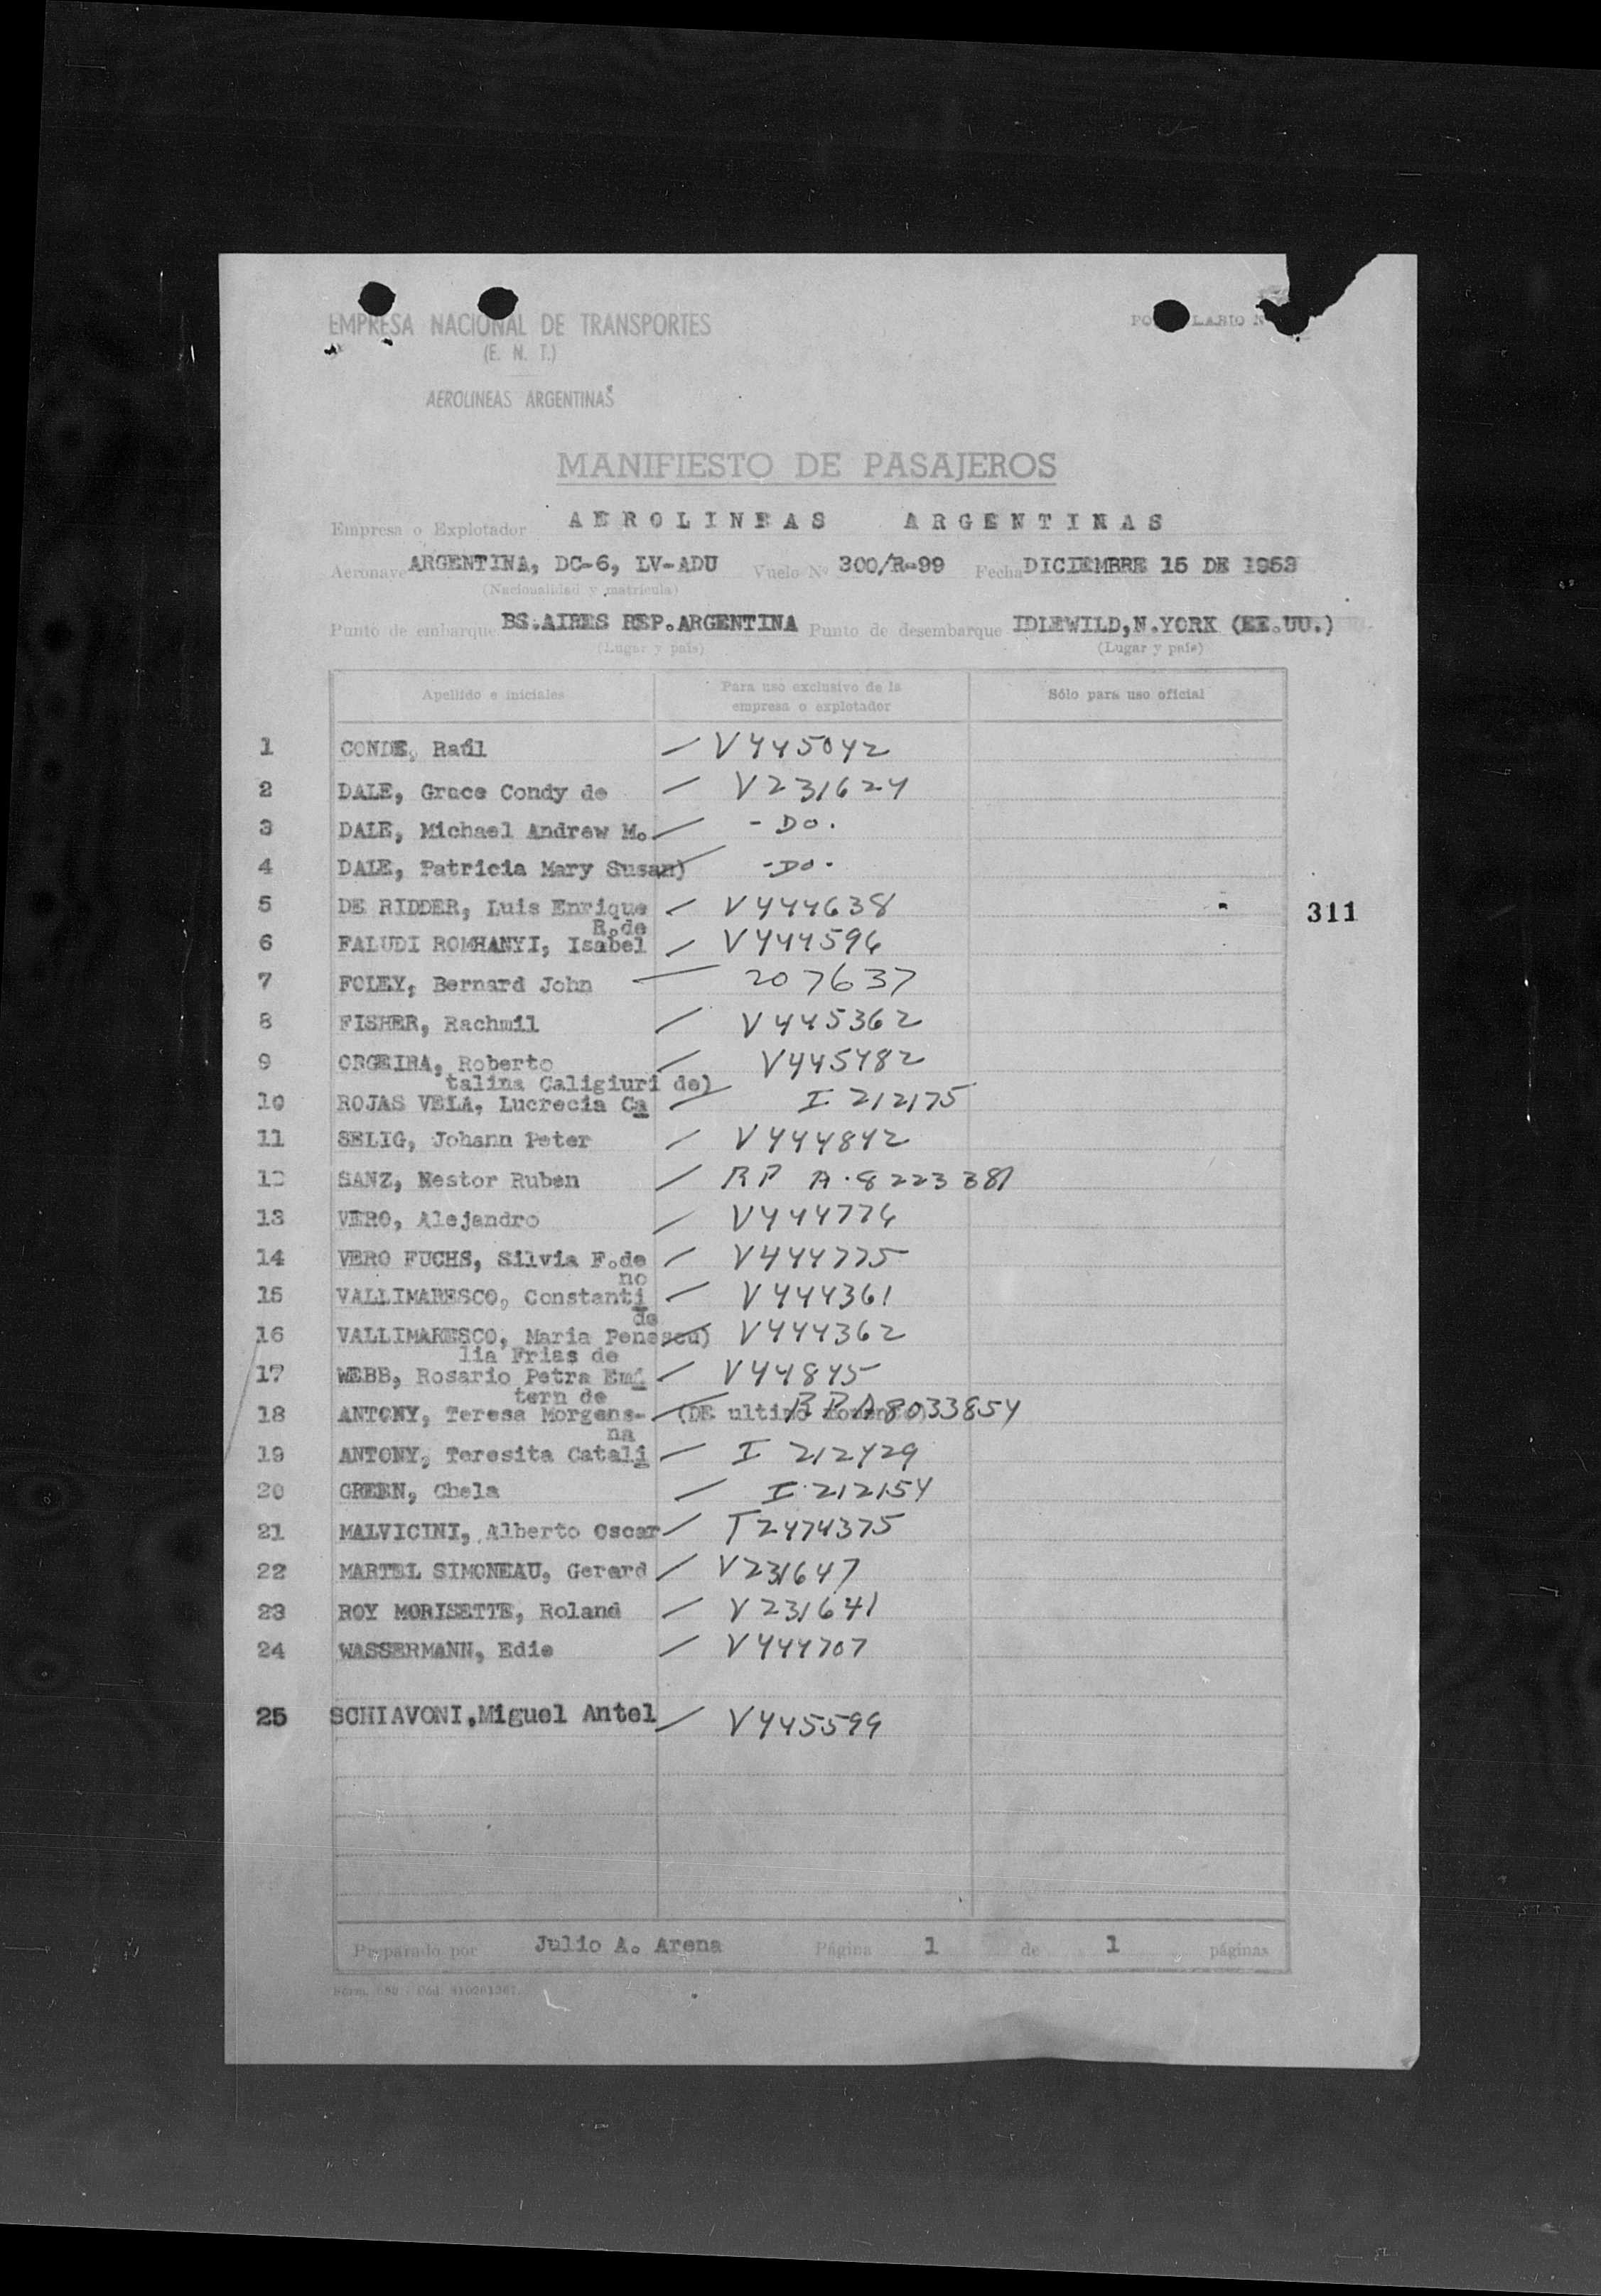 EMPRESA NACIONAL DE TRANSPORTES
(E. N. T.)
AEROLINEAS ARGENTINAS
MANIFIESTO DE PASAJEROS
Empresa o Explotador AEROLINEAS ARGENTINAS
Aeronave ARGENTINA, DC-6, LV-ADU Vuelo Nº 300/R-99 Fecha DICIEMBRE 15 DE 1953
(Nacionalidad y matrícula)
Punto de embarque BS.AIRES REP.ARGENTINA Punto de desembarque IDLEWILD,N.YORK (EE.UU.)
(Lugar y país) (Lugar y país)
Apellido e iniciales Para uso exclusivo de la empresa o explotador Sólo para uso oficial
1 CONDE, Raúl V445042
2 DALE, Grace Condy de V231624
3 DALE, Michael Andrew M. - DO.
4 DALE, Patricia Mary Susan) - DO.
5 DE RIDDER, Luis Enrique V444638
311
R.de
6 FALUDI ROMHANYI, Isabel V444596
7 FOLEY, Bernard John 207637
8 FISHER, Rachmil V445362
9 ORGEIRA, Roberto V445482
talina Caligiuri de)
10 ROJAS VELA, Lucrecia Ca I 212175
11 SELIG, Johann Peter V444842
12 SANZ, Nestor Ruben RP A-8223381
13 VERO, Alejandro V444776
14 VERO FUCHS, Silvia F.de V444775
no
15 VALLIMARESCO, Constanti V444361
de
16 VALLIMARESCO, Maria Penescu) V444362
lia Frias de
17 WEBB, Rosario Petra Emi V44845
tern de
18 ANTONY, Teresa Morgens- (DE ultimo RP A8033854
na
19 ANTONY, Teresita Catali I 212429
20 GREEN, Chela I 212154
21 MALVICINI, Alberto Oscar T2474375
22 MARTEL SIMONEAU, Gerard V231647
23 ROY MORISETTE, Roland V231641
24 WASSERMANN, Edie V444707
25 SCHIAVONI,Miguel Antel V445599
Preparado por Julio A. Arena Página 1 de 1 páginas